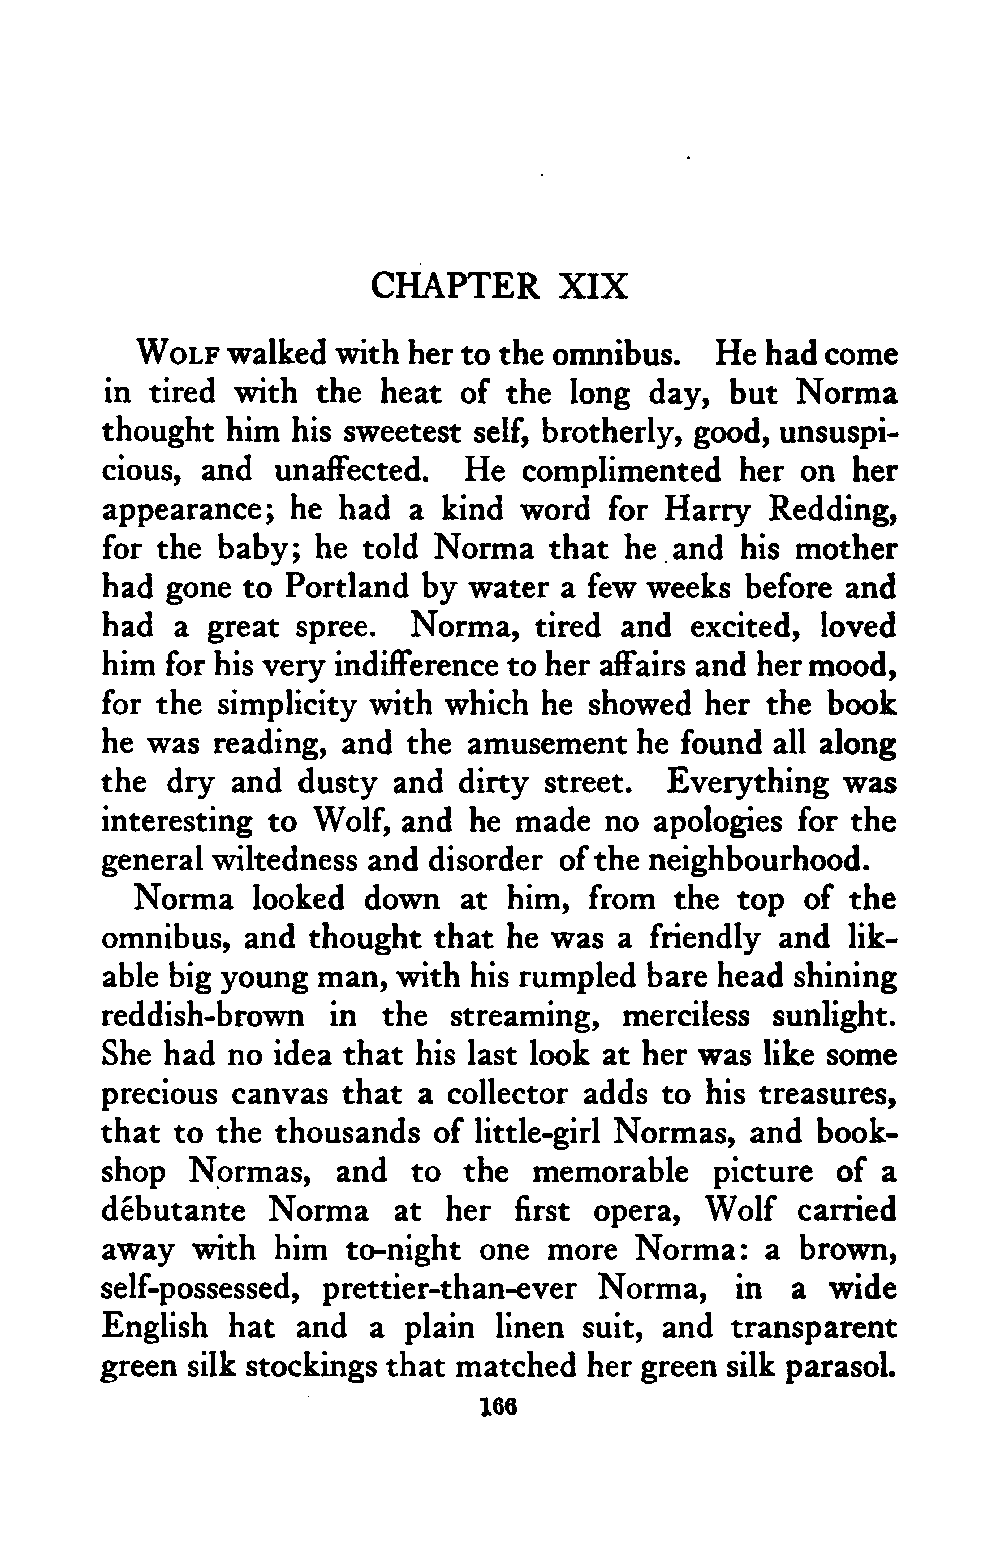 CHAPTER XIX
WOLF walked with her to the omnibus. He had come
in tired with the heat of the long day, but Norma
thought him his sweetest self, brotherly, good, unsuspi-
cious, and unaffected. He complimented her on her
appearance; he had a kind word for Harry Redding,
for the baby; he told Norma that he and his mother
had gone to Portland by water a few weeks before and
had a great spree. Norma, tired and excited, loved
him for his very indifference to her affairs and her mood,
for the simplicity with which he showed her the book
he was reading, and the amusement he found all along
the dry and dusty and dirty street. Everything was
interesting to Wolf, and he made no apologies for the
general wiltedness and disorder of the neighbourhood.
Norma looked down at him, from the top of the
omnibus, and thought that he was a friendly and lik-
able big young man, with his rumpled bare head shining
reddish-brown in the streaming, merciless sunlight.
She had no idea that his last look at her was like some
precious canvas that a collector adds to his treasures,
that to the thousands of little-girl Normas, and book-
shop Normas, and to the memorable picture of a
débutante Norma at her first opera, Wolf carried
away with him to-night one more Norma: a brown,
self-possessed, prettier-than-ever Norma, in a wide
English hat and a plain linen suit, and transparent
green silk stockings that matched her green silk parasol.
166